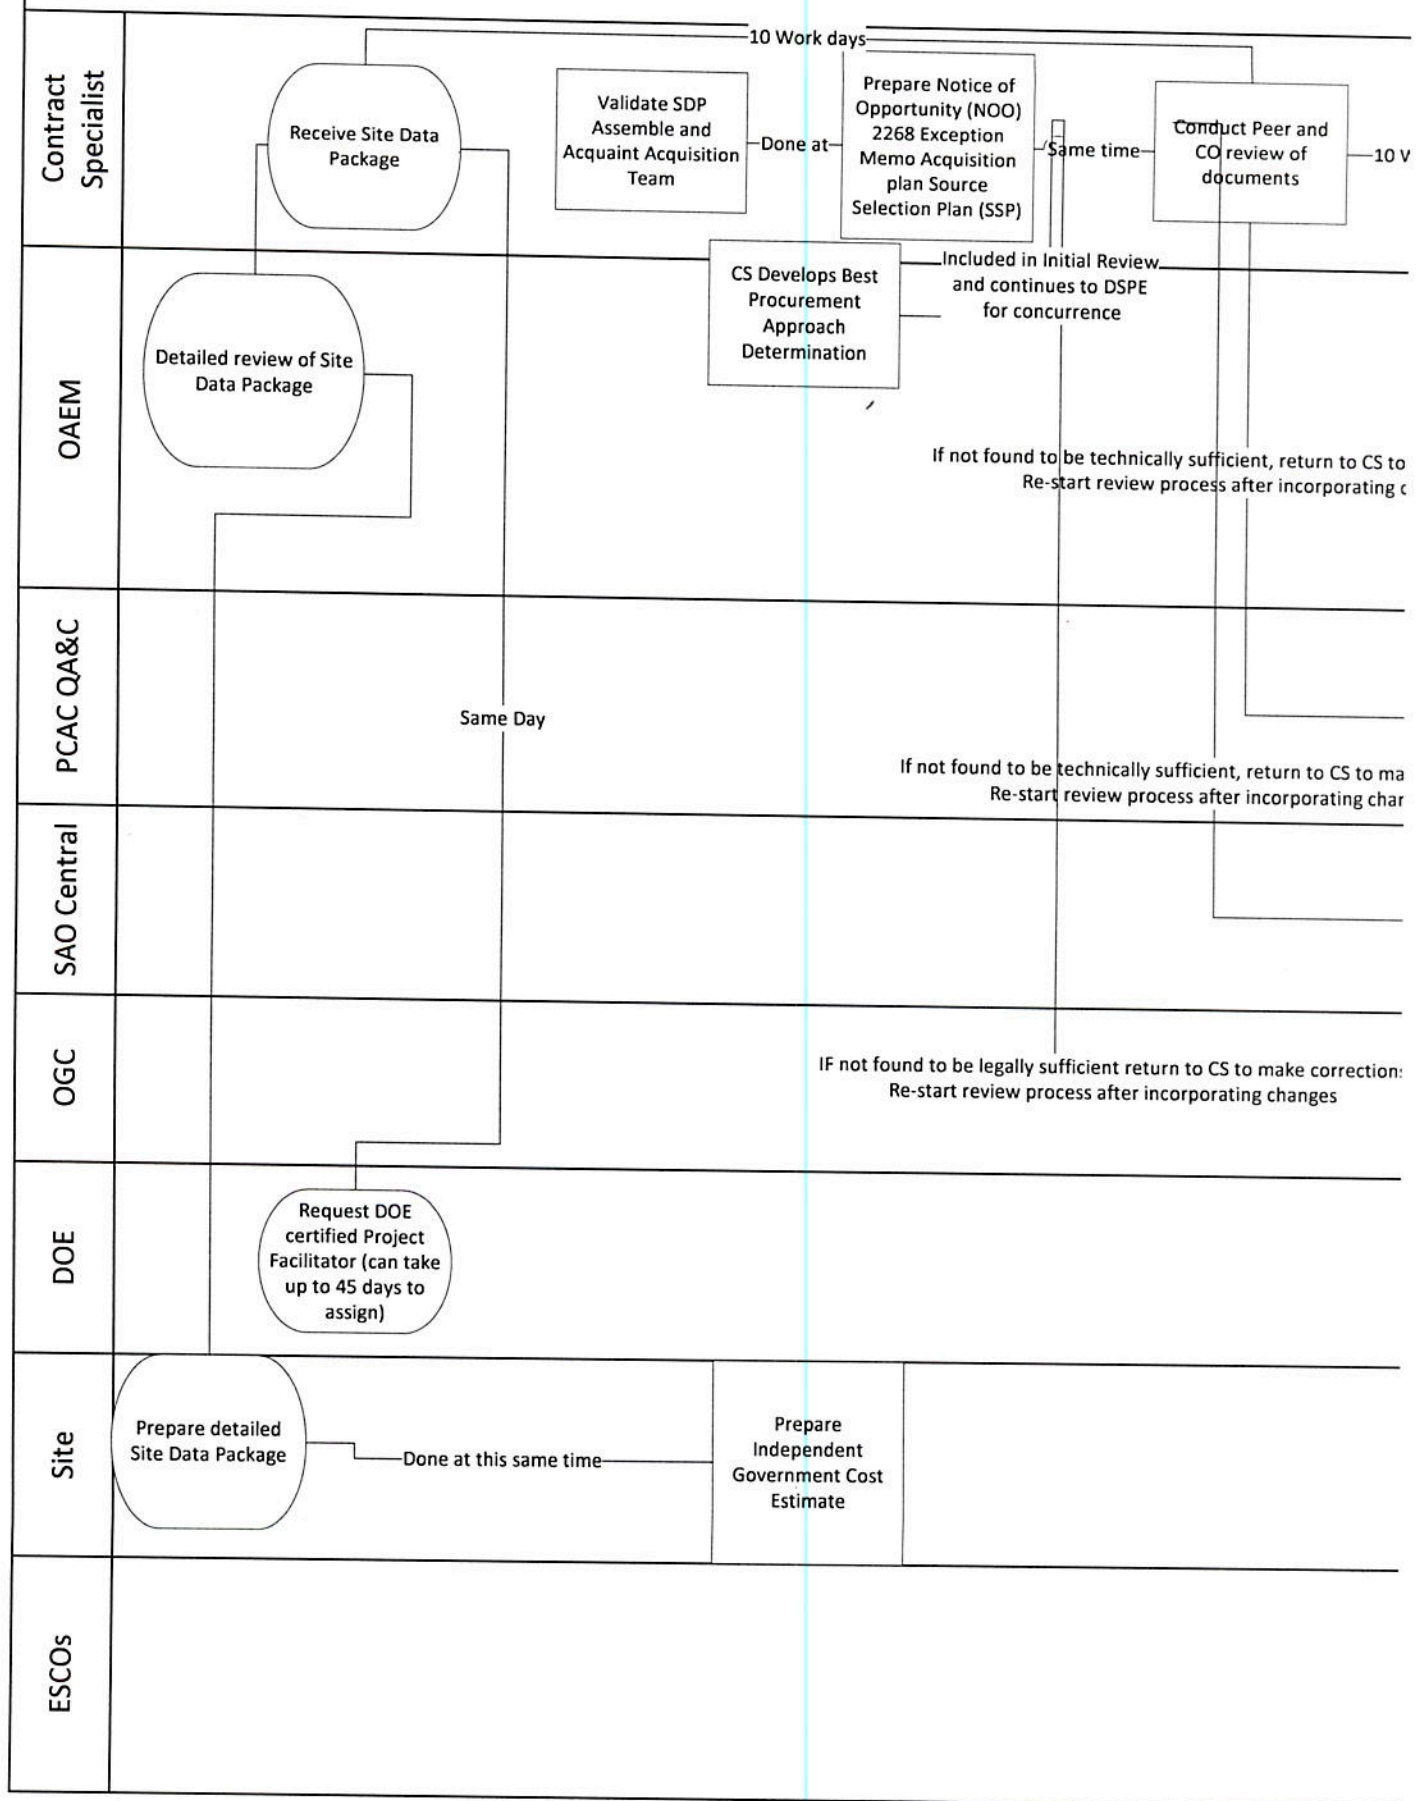 Contract
Specialist
10 Work days
Receive Site Data
Package
Validate SDP
Assemble and
Acquaint Acquisition
Team
Done at
Prepare Notice of
Opportunity (NOO)
2268 Exception
Memo Acquisition
plan Source
Selection Plan (SSP)
Same time
Conduct Peer and
CO review of
documents
10 W
OAEM
Detailed review of Site
Data Package
CS Develops Best
Procurement
Approach
Determination
Included in Initial Review
and continues to DSPE
for concurrence
If not found to be technically sufficient, return to CS to
Re-start review process after incorporating c
PCAC QA&C
Same Day
If not found to be technically sufficient, return to CS to ma
Re-start review process after incorporating char
SAO Central
OGC
IF not found to be legally sufficient return to CS to make corrections
Re-start review process after incorporating changes
DOE
Request DOE
certified Project
Facilitator (can take
up to 45 days to
assign)
Site
Prepare detailed
Site Data Package
Done at this same time
Prepare
Independent
Government Cost
Estimate
ESCOs